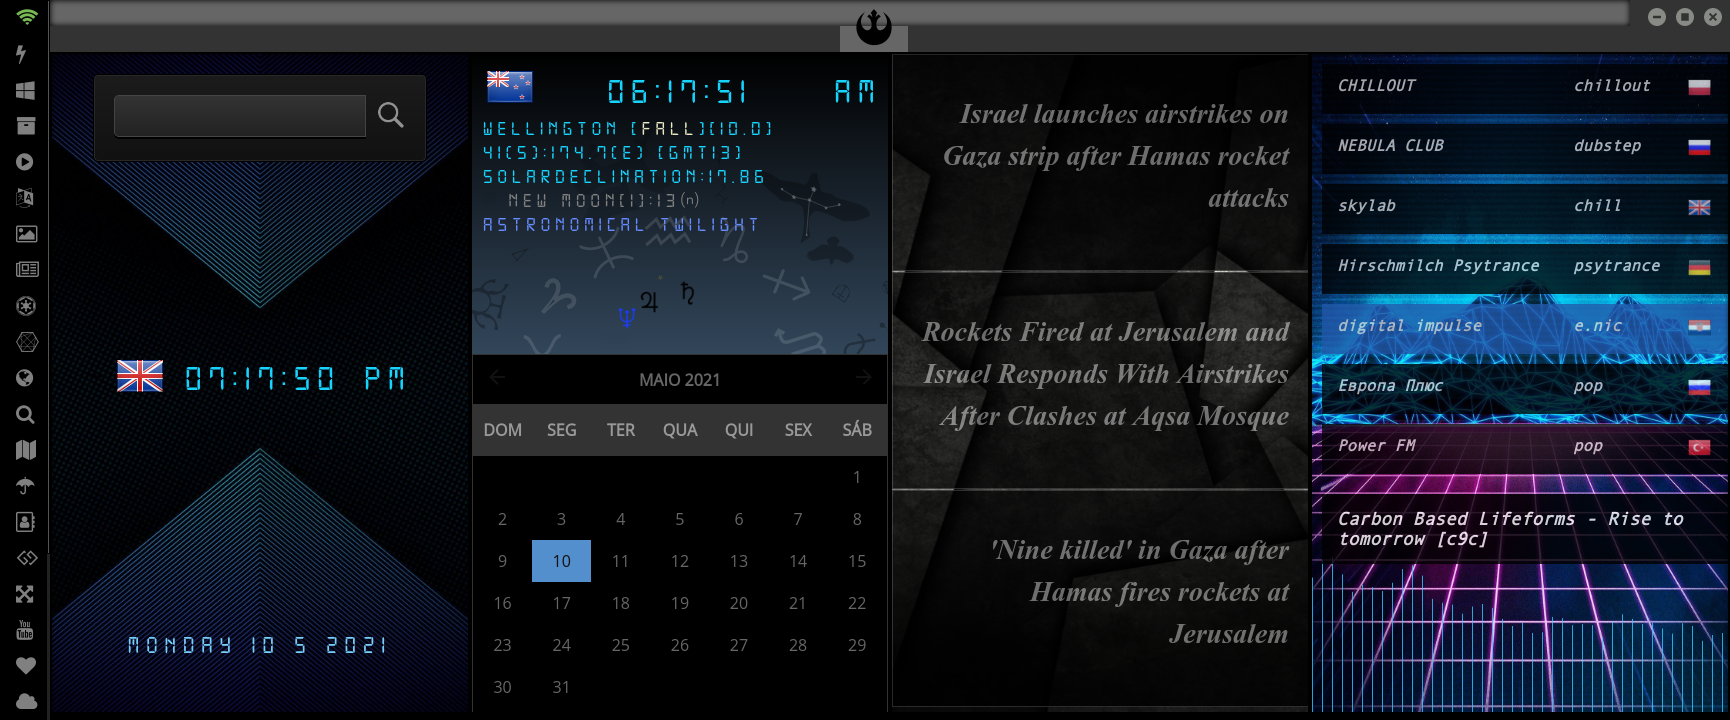 07:17:50 PM
MONDAY 10 5 2021
06:17:51 AM
WELLINGTON [FALL][10.0]
41(S):174.7(E) [GMT13]
SOLARDECLINATION:17.86
NEW MOON[1]:13(n)
ASTRONOMICAL TWILIGHT
MAIO 2021
DOM SEG TER QUA QUI SEX SÁB
1
2 3 4 5 6 7 8
9 10 11 12 13 14 15
16 17 18 19 20 21 22
23 24 25 26 27 28 29
30 31
Israel launches airstrikes on
Gaza strip after Hamas rocket
attacks
Rockets Fired at Jerusalem and
Israel Responds With Airstrikes
After Clashes at Aqsa Mosque
'Nine killed' in Gaza after
Hamas fires rockets at
Jerusalem
CHILLOUT chillout
NEBULA CLUB dubstep
skylab chill
Hirschmilch Psytrance psytrance
digital impulse e.nic
Европа Плюс pop
Power FM pop
Carbon Based Lifeforms - Rise to
tomorrow [c9c]
You
Tube